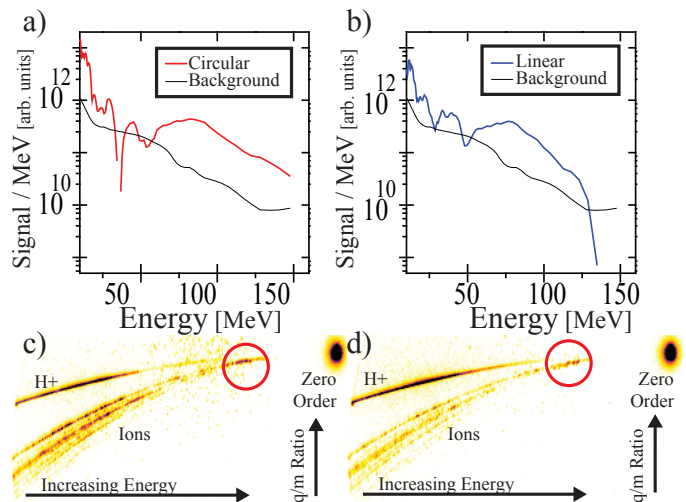 a)
Circular
Background
Signal / MeV [arb. units]
10 12
10 10
50
100
150
Energy [MeV]
b)
Linear
Background
Signal / MeV [arb. units]
10 12
10 10
50
100
150
Energy [MeV]
c)
H+
Ions
Increasing Energy
Zero
Order
q/m Ratio
d)
H+
Ions
Increasing Energy
Zero
Order
q/m Ratio